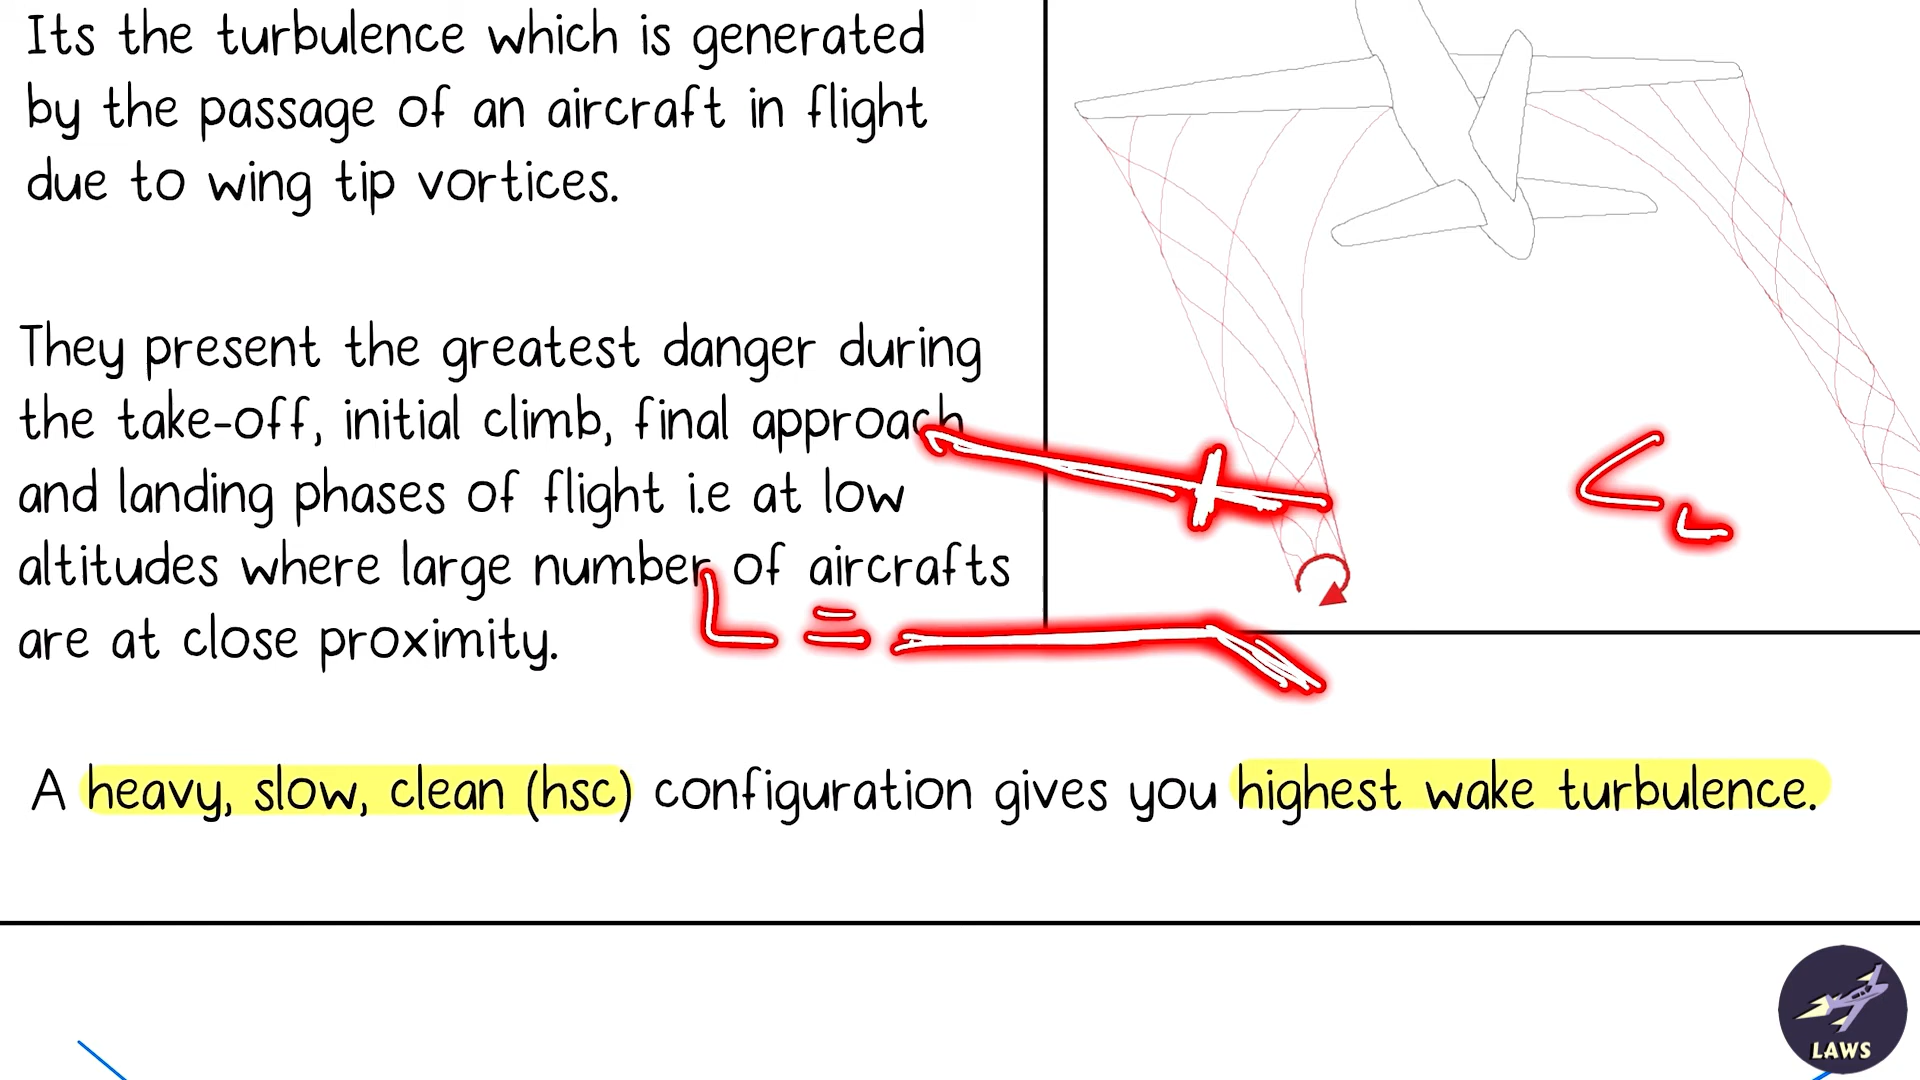 Its the turbulence which is generated
by the passage of an aircraft in flight
due to wing tip vortices.
They present the greatest danger during
the take-off, initial climb, final approach
and landing phases of flight i.e at low
altitudes where large number of aircrafts
are at close proximity.
L =
C L
A heavy, slow, clean (hsc) configuration gives you highest wake turbulence.
LAWS